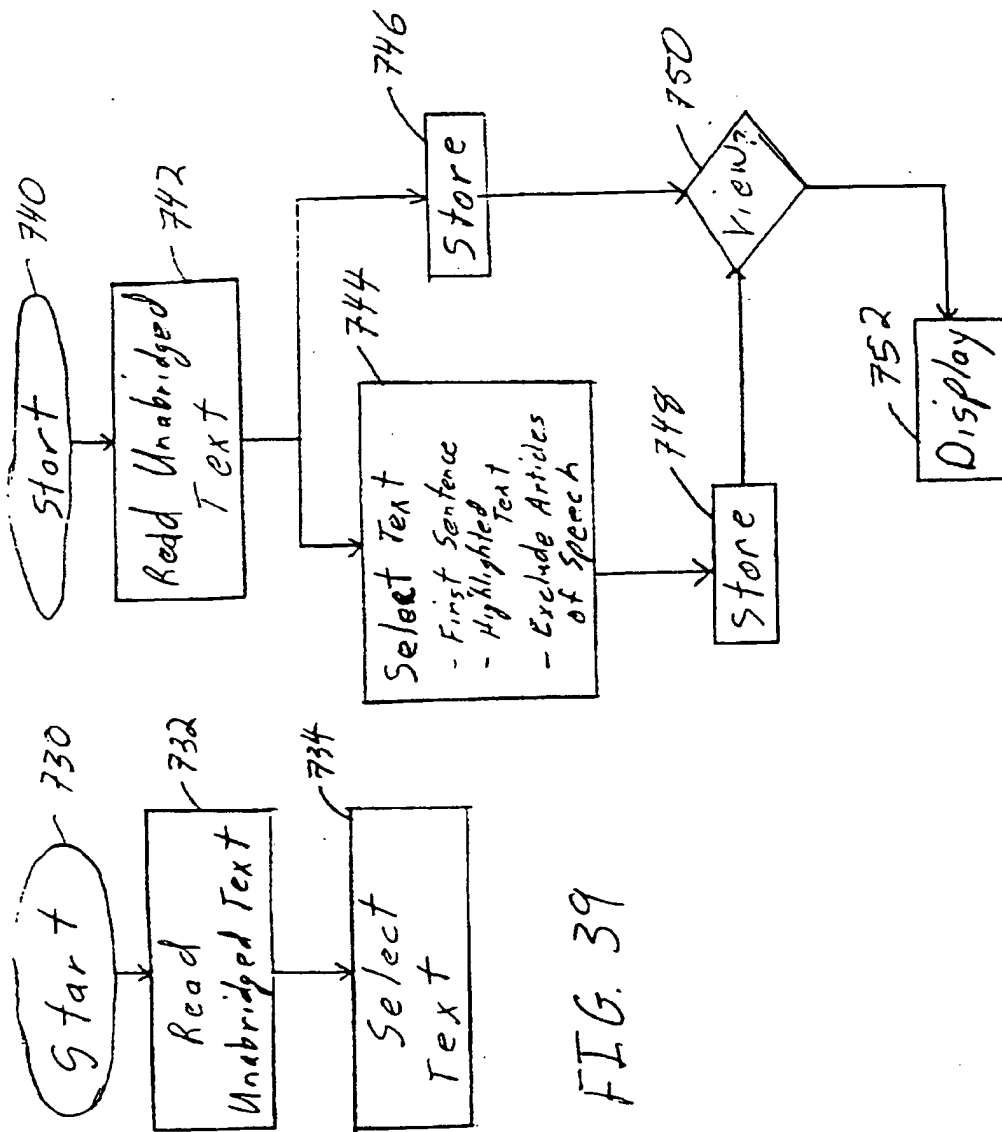 Start
730
Read
Unabridged Text
732
Select
Text
734
FIG. 39
Start
740
Read Unabridged
Text
742
Select Text
- First Sentence
- Highlighted
Text
- Exclude Articles
of Speech
744
Store
746
Store
748
View?
750
Display
752